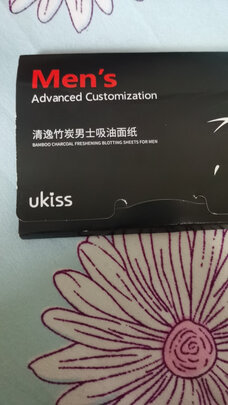 Men's
Advanced Customization
清逸竹炭男士吸油面纸
BAMBOO CHARCOAL FRESHENING BLOTTING SHEETS FOR MEN
ukiss